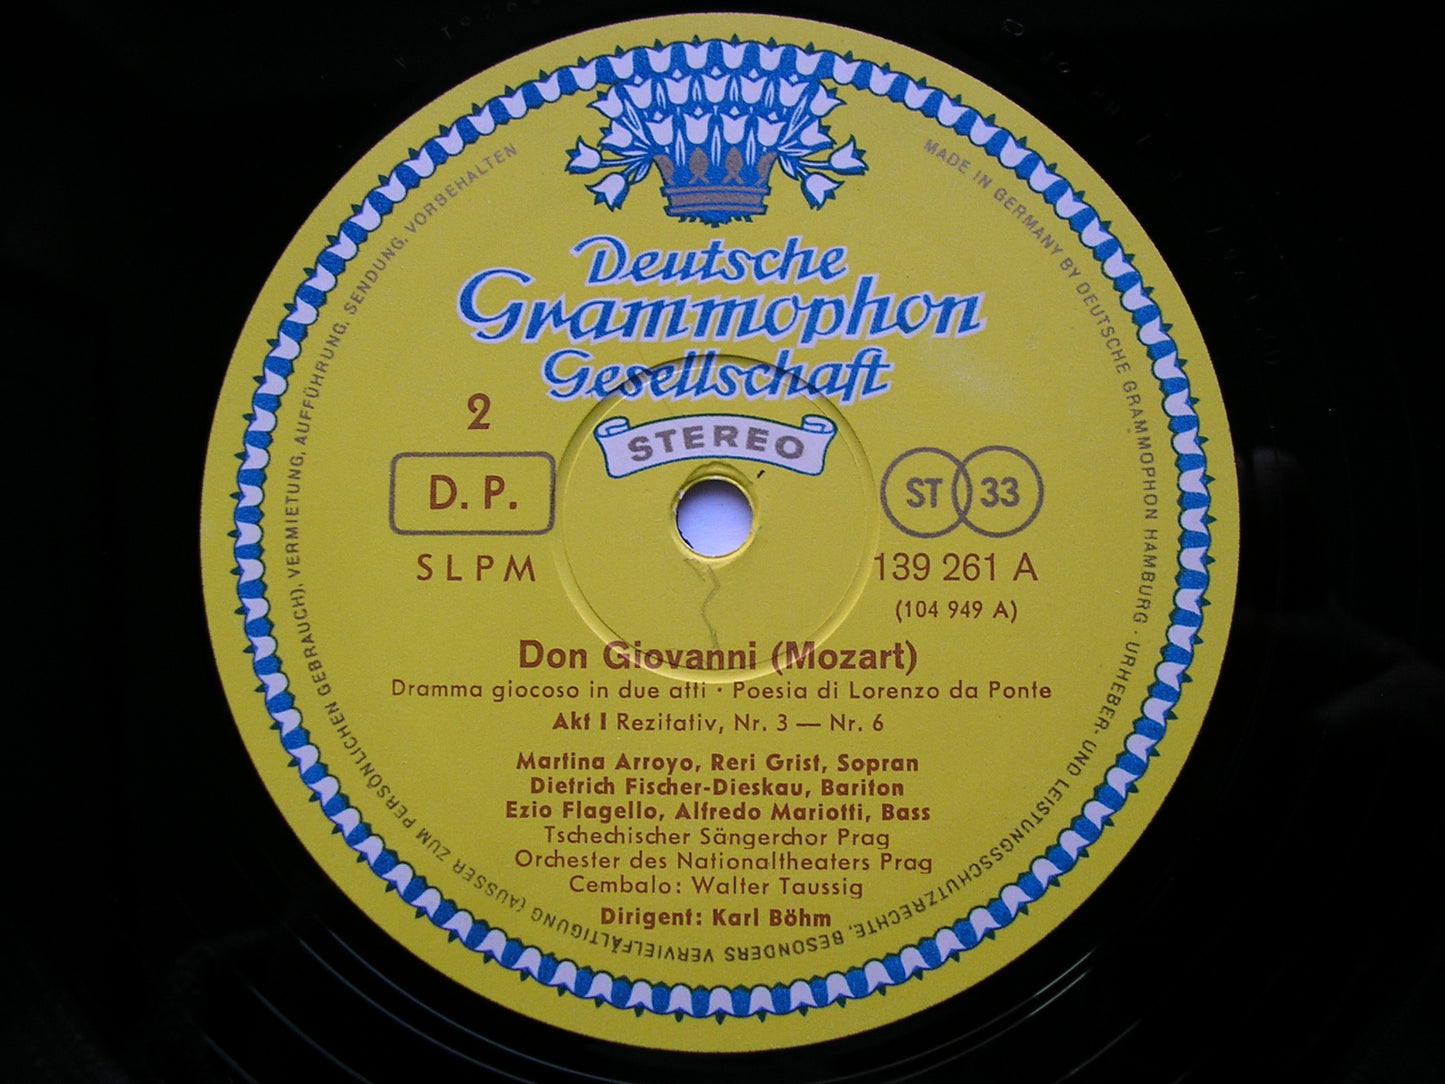 Deutsche
Grammophon
Gesellschaft
STEREO
2
D. P.
SLPM
ST 33
139 261 A
(104 949 A)
Don Giovanni (Mozart)
Dramma giocoso in due atti · Poesia di Lorenzo da Ponte
Akt I Rezitativ, Nr. 3 — Nr. 6
Martina Arroyo, Reri Grist, Sopran
Dietrich Fischer-Dieskau, Bariton
Ezio Flagello, Alfredo Mariotti, Bass
Tschechischer Sängerchor Prag
Orchester des Nationaltheaters Prag
Cembalo: Walter Taussig
Dirigent: Karl Böhm
MADE IN GERMANY BY DEUTSCHE GRAMMOPHON HAMBURG · URHEBER- UND LEISTUNGSSCHUTZRECHTE, BESONDERS VERVIELFÄLTIGUNG (AUSSER ZUM PERSÖNLICHEN GEBRAUCH), VERMIETUNG, AUFFÜHRUNG, SENDUNG, VORBEHALTEN